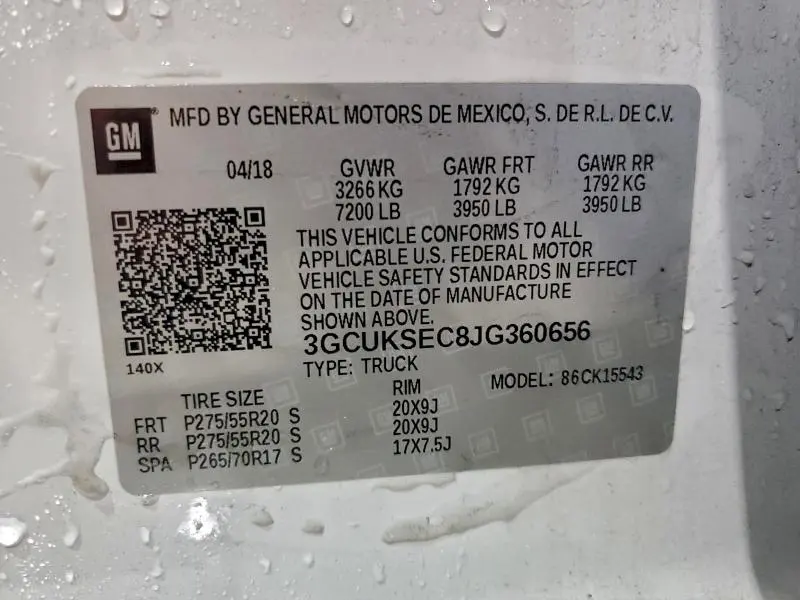 GM ® MFD BY GENERAL MOTORS DE MEXICO, S. DE R.L. DE C.V.
04/18 GVWR GAWR FRT GAWR RR
3266 KG 1792 KG 1792 KG
7200 LB 3950 LB 3950 LB
THIS VEHICLE CONFORMS TO ALL
APPLICABLE U.S. FEDERAL MOTOR
VEHICLE SAFETY STANDARDS IN EFFECT
ON THE DATE OF MANUFACTURE
SHOWN ABOVE.
3GCUKSEC8JG360656
140X
TYPE: TRUCK
TIRE SIZE RIM MODEL: 86CK15543
FRT P275/55R20 S 20X9J
RR P275/55R20 S 20X9J
SPA P265/70R17 S 17X7.5J